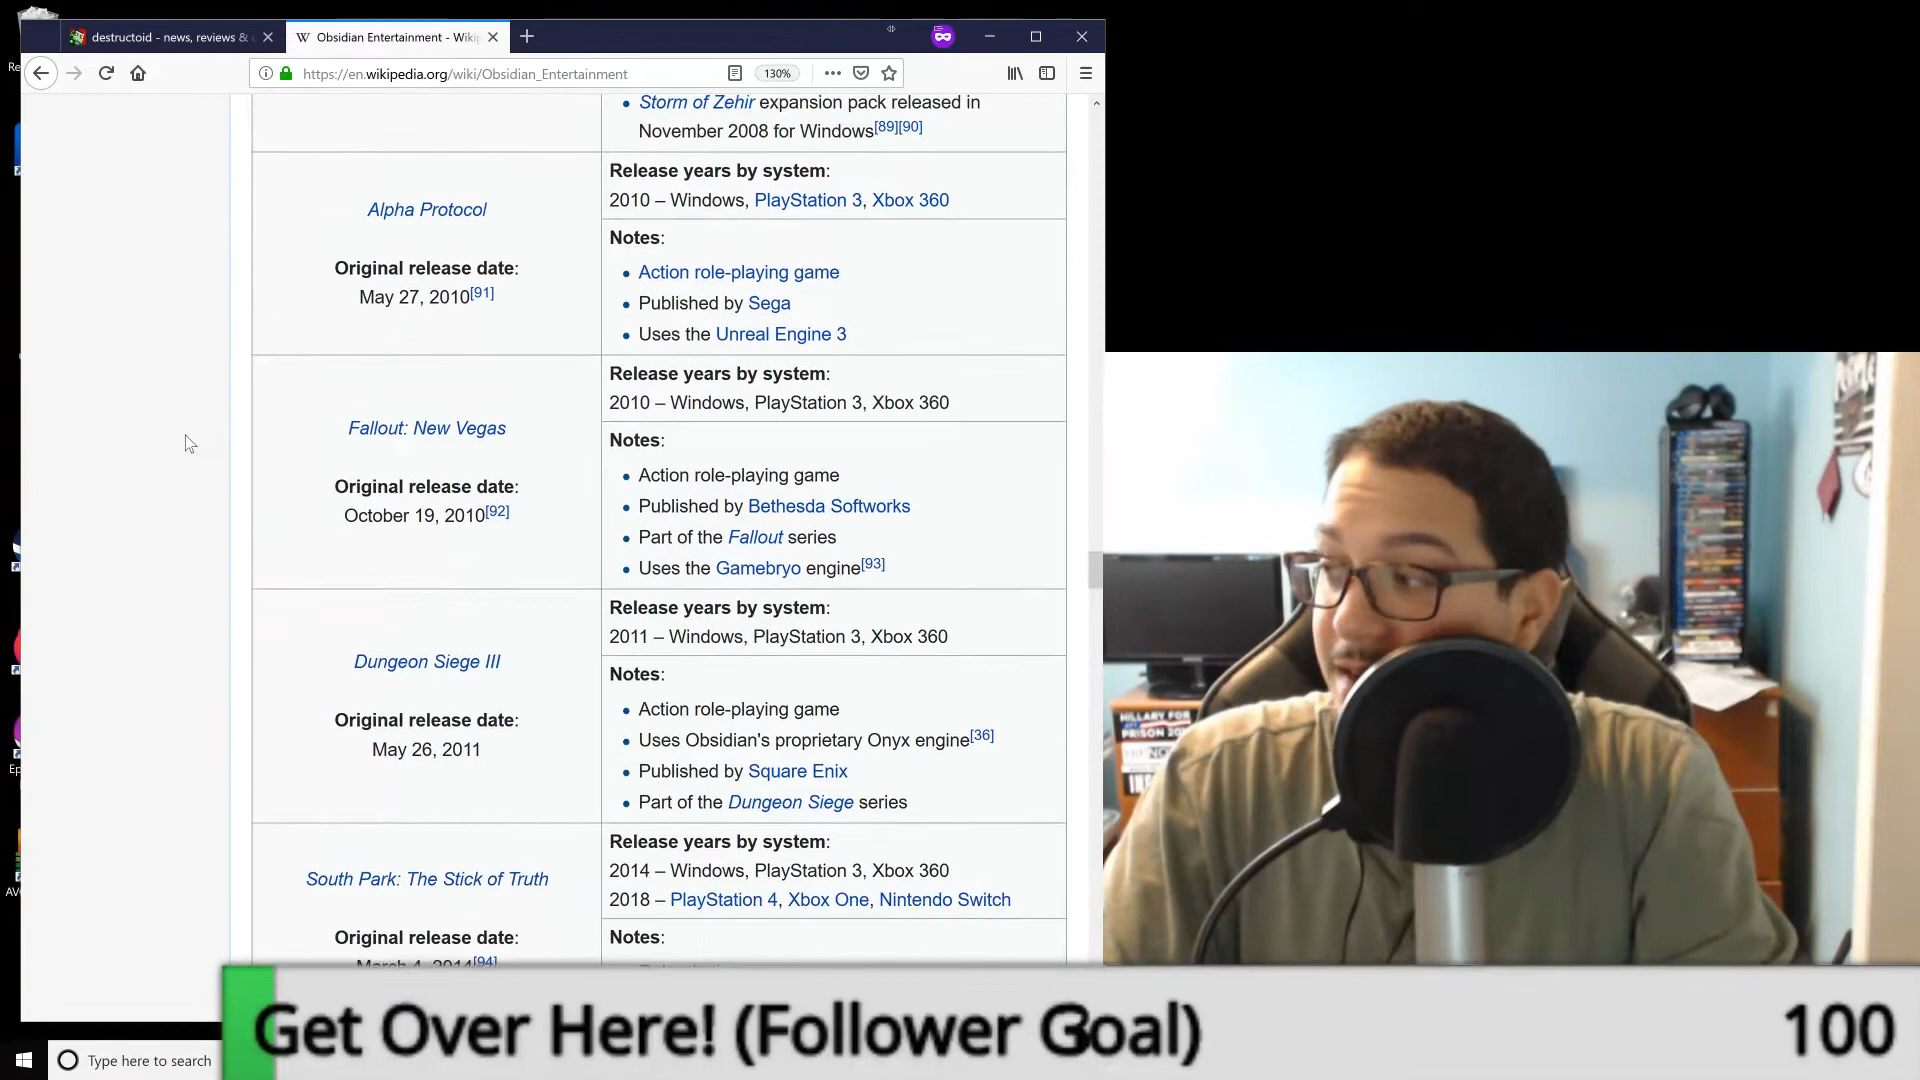 destructoid - news, reviews &
Obsidian Entertainment - Wiki
https://en.wikipedia.org/wiki/Obsidian_Entertainment
130%
Storm of Zehir expansion pack released in
November 2008 for Windows[89][90]
Alpha Protocol
Original release date:
May 27, 2010[91]
Release years by system:
2010 – Windows, PlayStation 3, Xbox 360
Notes:
Action role-playing game
Published by Sega
Uses the Unreal Engine 3
Fallout: New Vegas
Original release date:
October 19, 2010[92]
Release years by system:
2010 – Windows, PlayStation 3, Xbox 360
Notes:
Action role-playing game
Published by Bethesda Softworks
Part of the Fallout series
Uses the Gamebryo engine[93]
Dungeon Siege III
Original release date:
May 26, 2011
Release years by system:
2011 – Windows, PlayStation 3, Xbox 360
Notes:
Action role-playing game
Uses Obsidian's proprietary Onyx engine[36]
Published by Square Enix
Part of the Dungeon Siege series
South Park: The Stick of Truth
Original release date:
March 4, 2014[94]
Release years by system:
2014 – Windows, PlayStation 3, Xbox 360
2018 – PlayStation 4, Xbox One, Nintendo Switch
Notes:
HILLARY FOR
PRISON
Get Over Here! (Follower Goal)
3
100
Type here to search